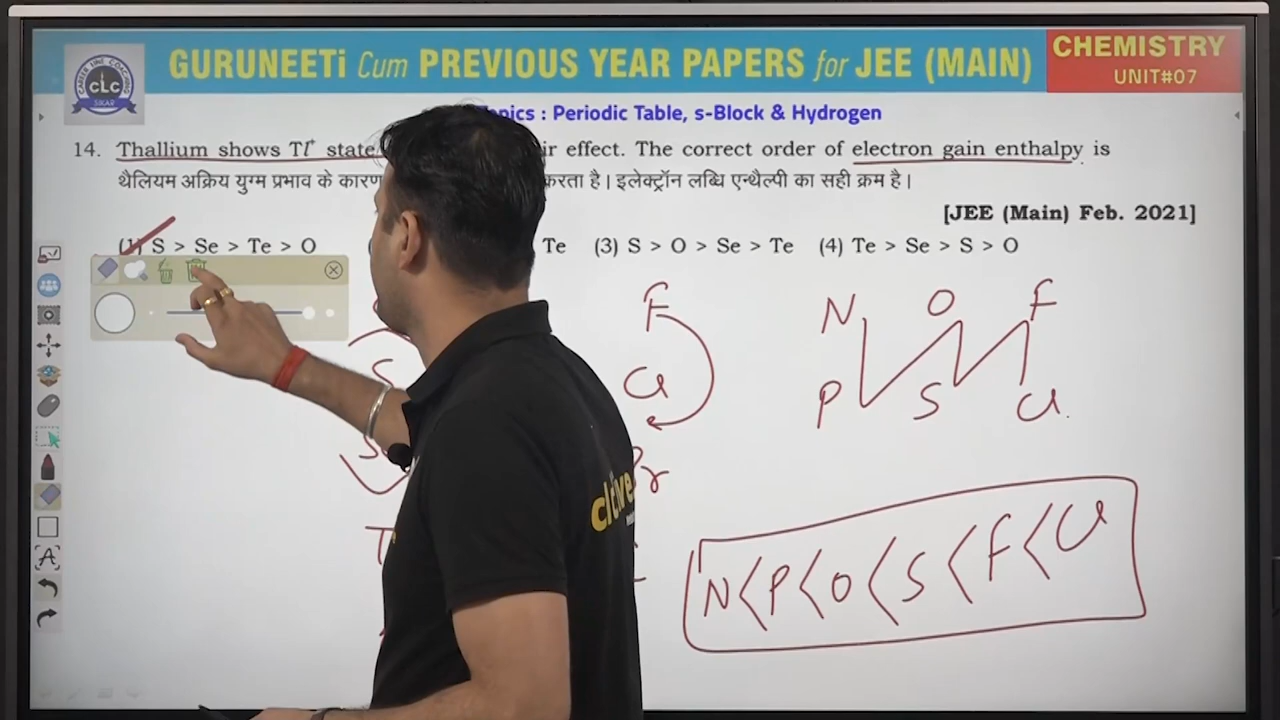 GURUNEETi Cum PREVIOUS YEAR PAPERS for JEE (MAIN)
CHEMISTRY
UNIT#07
CAREER LINE COACHING
CLC
SIKAR
: Periodic Table, s-Block & Hydrogen
14. Thallium shows Tl⁺ state effect. The correct order of electron gain enthalpy is
थैलियम अक्रिय युग्म प्रभाव के कारण करता है। इलेक्ट्रॉन लब्धि एन्थैल्पी का सही क्रम है।
[JEE (Main) Feb. 2021]
(1) S > Se > Te > O Te (3) S > O > Se > Te (4) Te > Se > S > O
F N O F
S Cl P S Cl
N < P < O < S < F < Cl
A